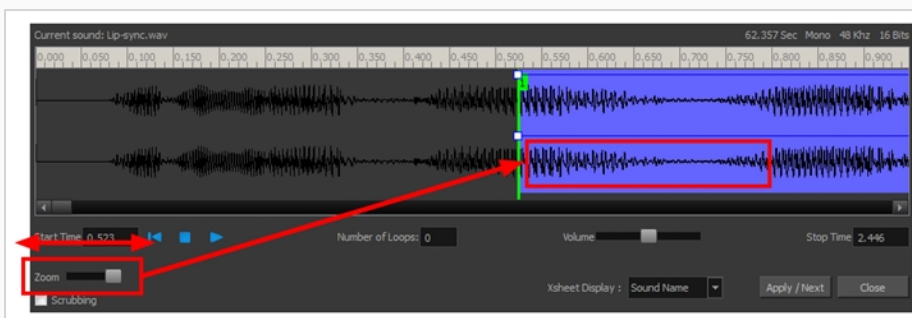 Current sound: Lip-sync.wav 62.357 Sec Mono 48 Khz 16 Bits
0.000 0.050 0.100 0.150 0.200 0.250 0.300 0.350 0.400 0.450 0.500 0.550 0.600 0.650 0.700 0.750 0.800 0.850 0.900
Start Time 0.523 Number of Loops: 0 Volume Stop Time 2.446
Zoom
Xsheet Display : Sound Name Apply / Next Close
Scrubbing